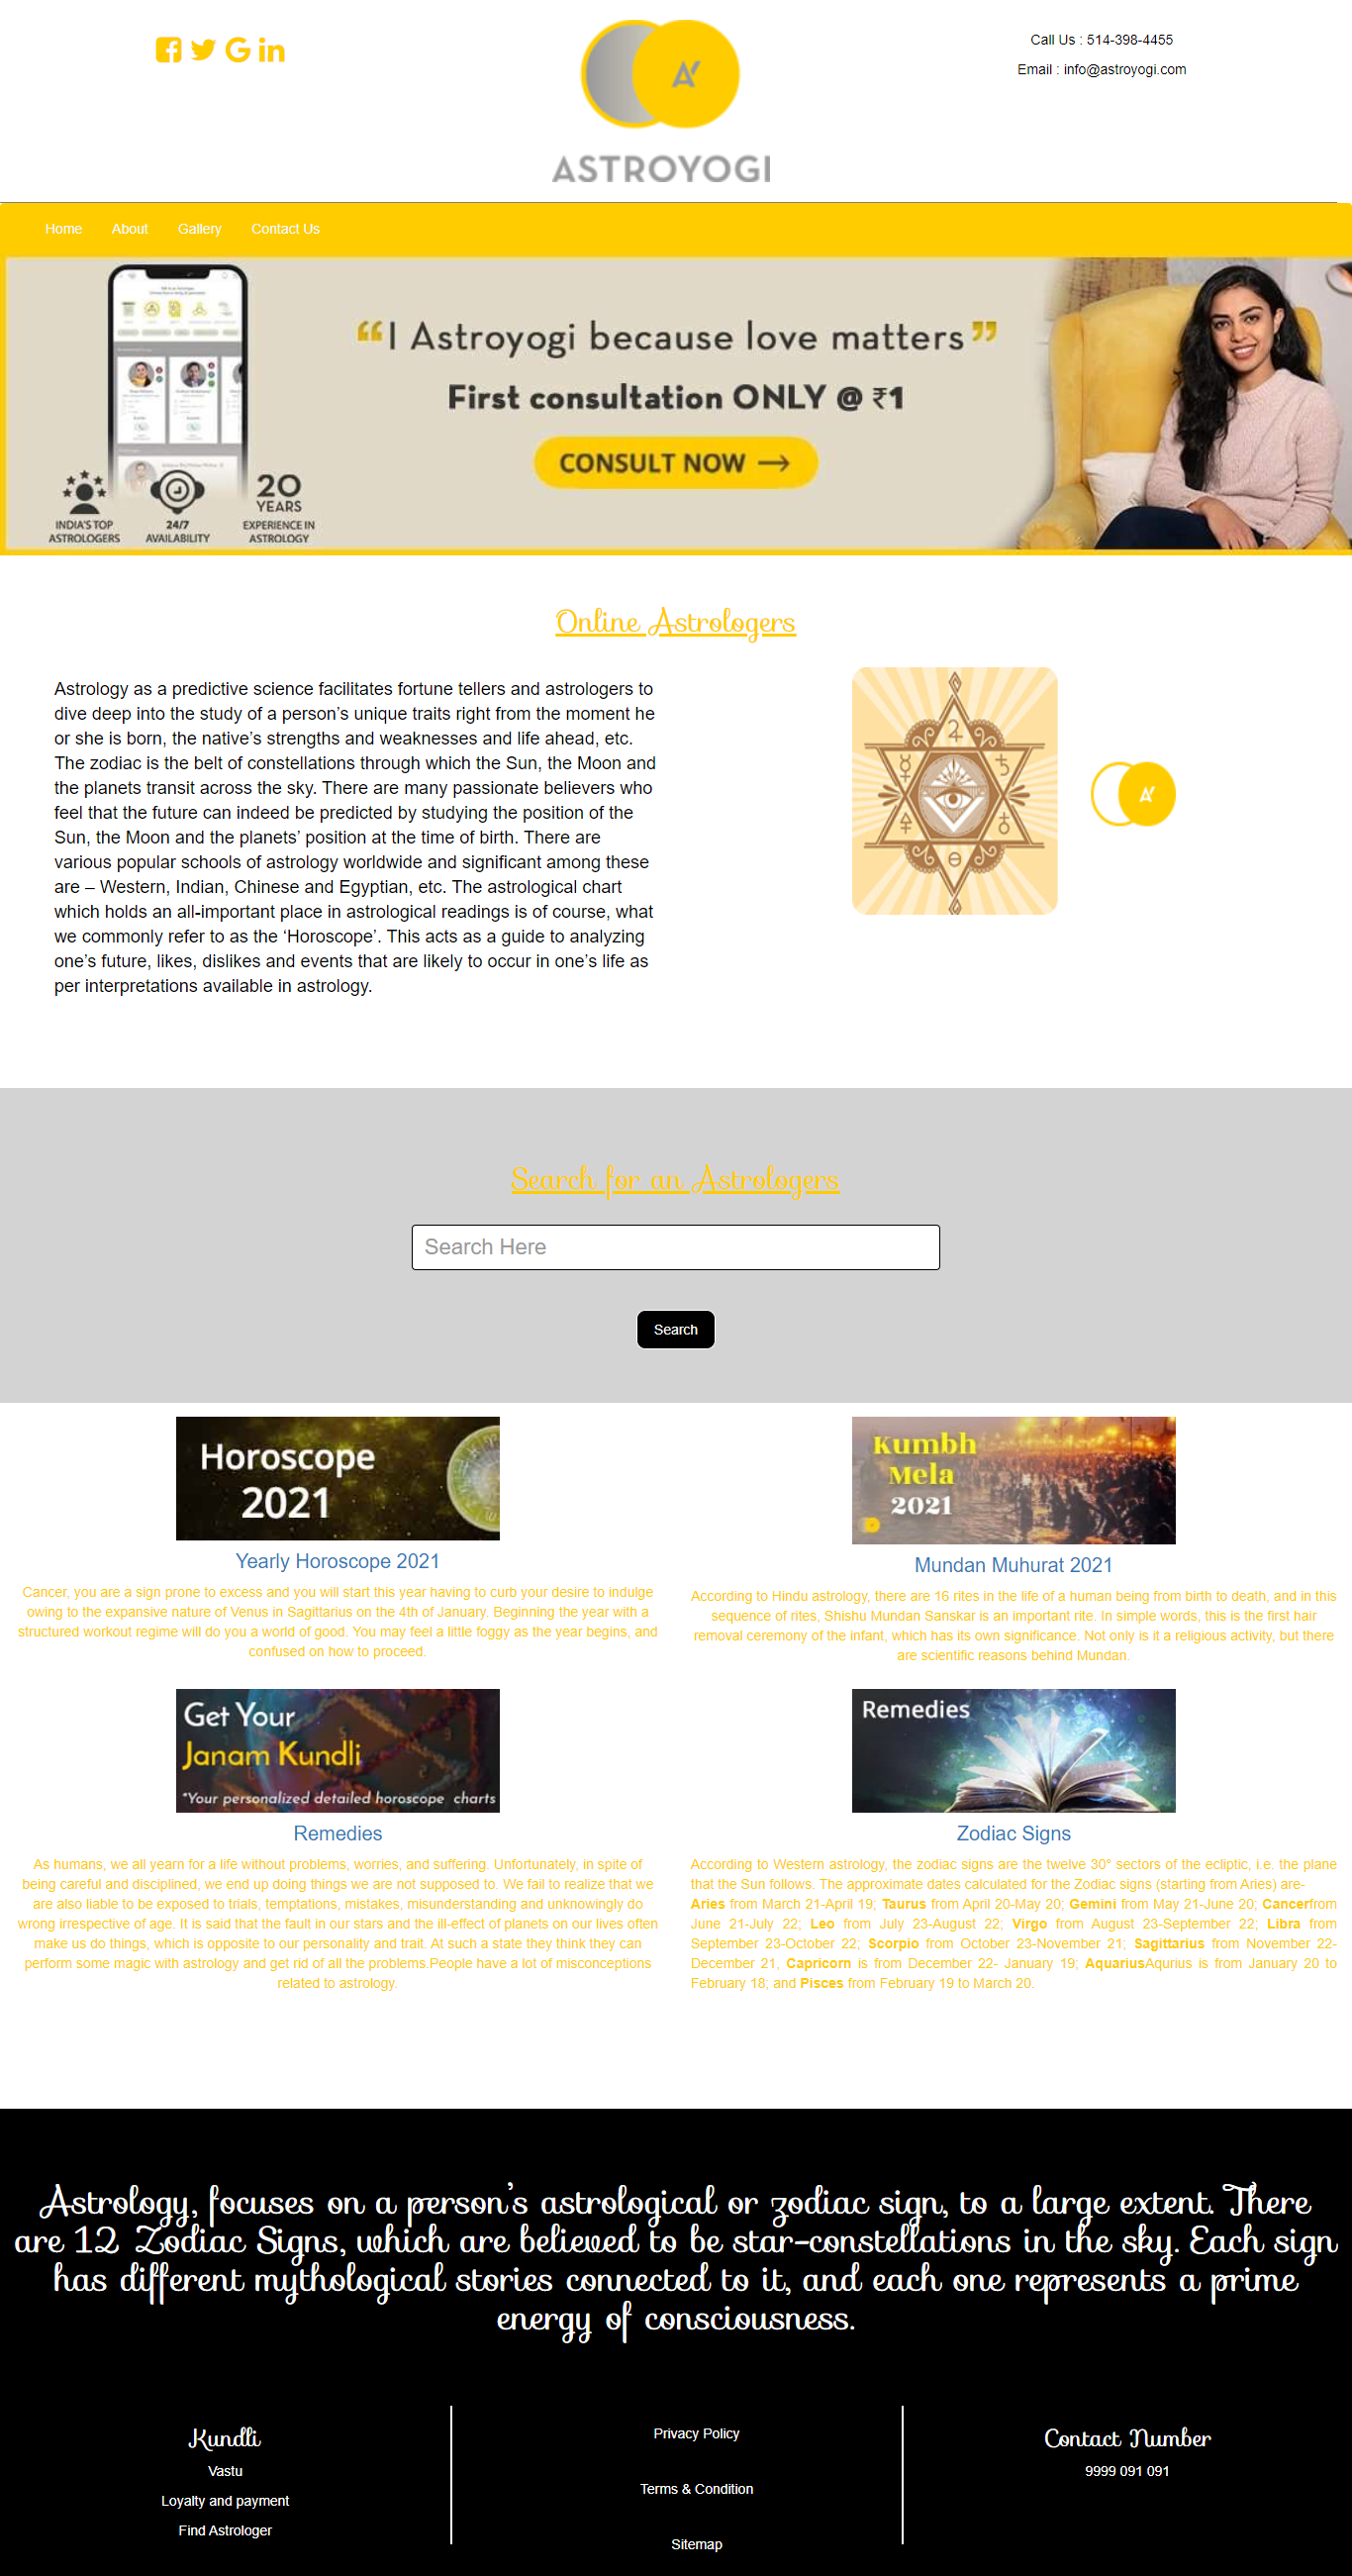 Call Us : 514-398-4455
Email : info@astroyogi.com
A
ASTROYOGI
Home About Gallery Contact Us
“I Astroyogi because love matters”
First consultation ONLY @ ₹1
CONSULT NOW →
INDIA'S TOP
ASTROLOGERS
24/7
AVAILABILITY
20
YEARS
EXPERIENCE IN
ASTROLOGY
Online Astrologers
Astrology as a predictive science facilitates fortune tellers and astrologers to
dive deep into the study of a person’s unique traits right from the moment he
or she is born, the native’s strengths and weaknesses and life ahead, etc.
The zodiac is the belt of constellations through which the Sun, the Moon and
the planets transit across the sky. There are many passionate believers who
feel that the future can indeed be predicted by studying the position of the
Sun, the Moon and the planets’ position at the time of birth. There are
various popular schools of astrology worldwide and significant among these
are – Western, Indian, Chinese and Egyptian, etc. The astrological chart
which holds an all-important place in astrological readings is of course, what
we commonly refer to as the ‘Horoscope’. This acts as a guide to analyzing
one’s future, likes, dislikes and events that are likely to occur in one’s life as
per interpretations available in astrology.
A
Search for an Astrologers
Search Here
Search
Horoscope
2021
Yearly Horoscope 2021
Cancer, you are a sign prone to excess and you will start this year having to curb your desire to indulge
owing to the expansive nature of Venus in Sagittarius on the 4th of January. Beginning the year with a
structured workout regime will do you a world of good. You may feel a little foggy as the year begins, and
confused on how to proceed.
Kumbh
Mela
2021
Mundan Muhurat 2021
According to Hindu astrology, there are 16 rites in the life of a human being from birth to death, and in this
sequence of rites, Shishu Mundan Sanskar is an important rite. In simple words, this is the first hair
removal ceremony of the infant, which has its own significance. Not only is it a religious activity, but there
are scientific reasons behind Mundan.
Get Your
Janam Kundli
*Your personalized detailed horoscope charts
Remedies
As humans, we all yearn for a life without problems, worries, and suffering. Unfortunately, in spite of
being careful and disciplined, we end up doing things we are not supposed to. We fail to realize that we
are also liable to be exposed to trials, temptations, mistakes, misunderstanding and unknowingly do
wrong irrespective of age. It is said that the fault in our stars and the ill-effect of planets on our lives often
make us do things, which is opposite to our personality and trait. At such a state they think they can
perform some magic with astrology and get rid of all the problems.People have a lot of misconceptions
related to astrology.
Remedies
Zodiac Signs
According to Western astrology, the zodiac signs are the twelve 30° sectors of the ecliptic, i.e. the plane
that the Sun follows. The approximate dates calculated for the Zodiac signs (starting from Aries) are-
Aries from March 21-April 19; Taurus from April 20-May 20; Gemini from May 21-June 20; Cancerfrom
June 21-July 22; Leo from July 23-August 22; Virgo from August 23-September 22; Libra from
September 23-October 22; Scorpio from October 23-November 21; Sagittarius from November 22-
December 21, Capricorn is from December 22- January 19; AquariusAqurius is from January 20 to
February 18; and Pisces from February 19 to March 20.
Astrology, focuses on a person’s astrological or zodiac sign, to a large extent. There
are 12 Zodiac Signs, which are believed to be star-constellations in the sky. Each sign
has different mythological stories connected to it, and each one represents a prime
energy of consciousness.
Kundli
Vastu
Loyalty and payment
Find Astrologer
Privacy Policy
Terms & Condition
Sitemap
Contact Number
9999 091 091